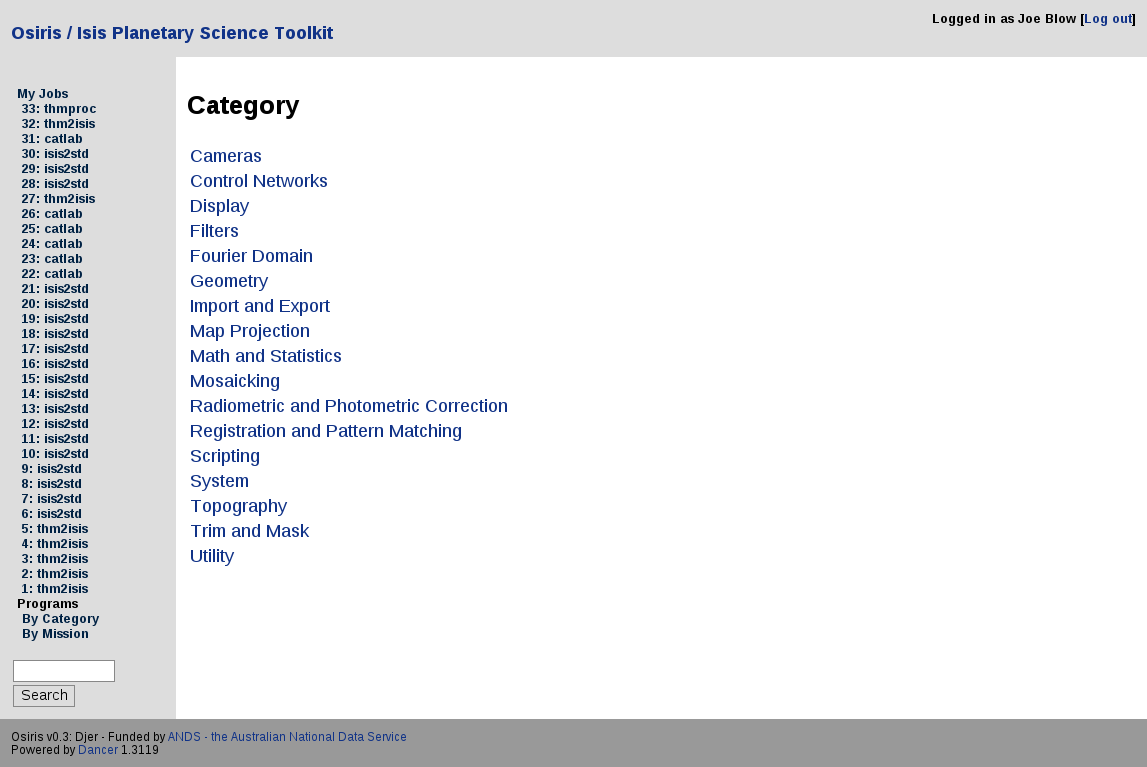 Osiris / Isis Planetary Science Toolkit
Logged in as Joe Blow [Log out]
My Jobs
33: thmproc
32: thm2isis
31: catlab
30: isis2std
29: isis2std
28: isis2std
27: thm2isis
26: catlab
25: catlab
24: catlab
23: catlab
22: catlab
21: isis2std
20: isis2std
19: isis2std
18: isis2std
17: isis2std
16: isis2std
15: isis2std
14: isis2std
13: isis2std
12: isis2std
11: isis2std
10: isis2std
9: isis2std
8: isis2std
7: isis2std
6: isis2std
5: thm2isis
4: thm2isis
3: thm2isis
2: thm2isis
1: thm2isis
Programs
By Category
By Mission
Search
Category
Cameras
Control Networks
Display
Filters
Fourier Domain
Geometry
Import and Export
Map Projection
Math and Statistics
Mosaicking
Radiometric and Photometric Correction
Registration and Pattern Matching
Scripting
System
Topography
Trim and Mask
Utility
Osiris v0.3: Djer - Funded by ANDS - the Australian National Data Service
Powered by Dancer 1.3119